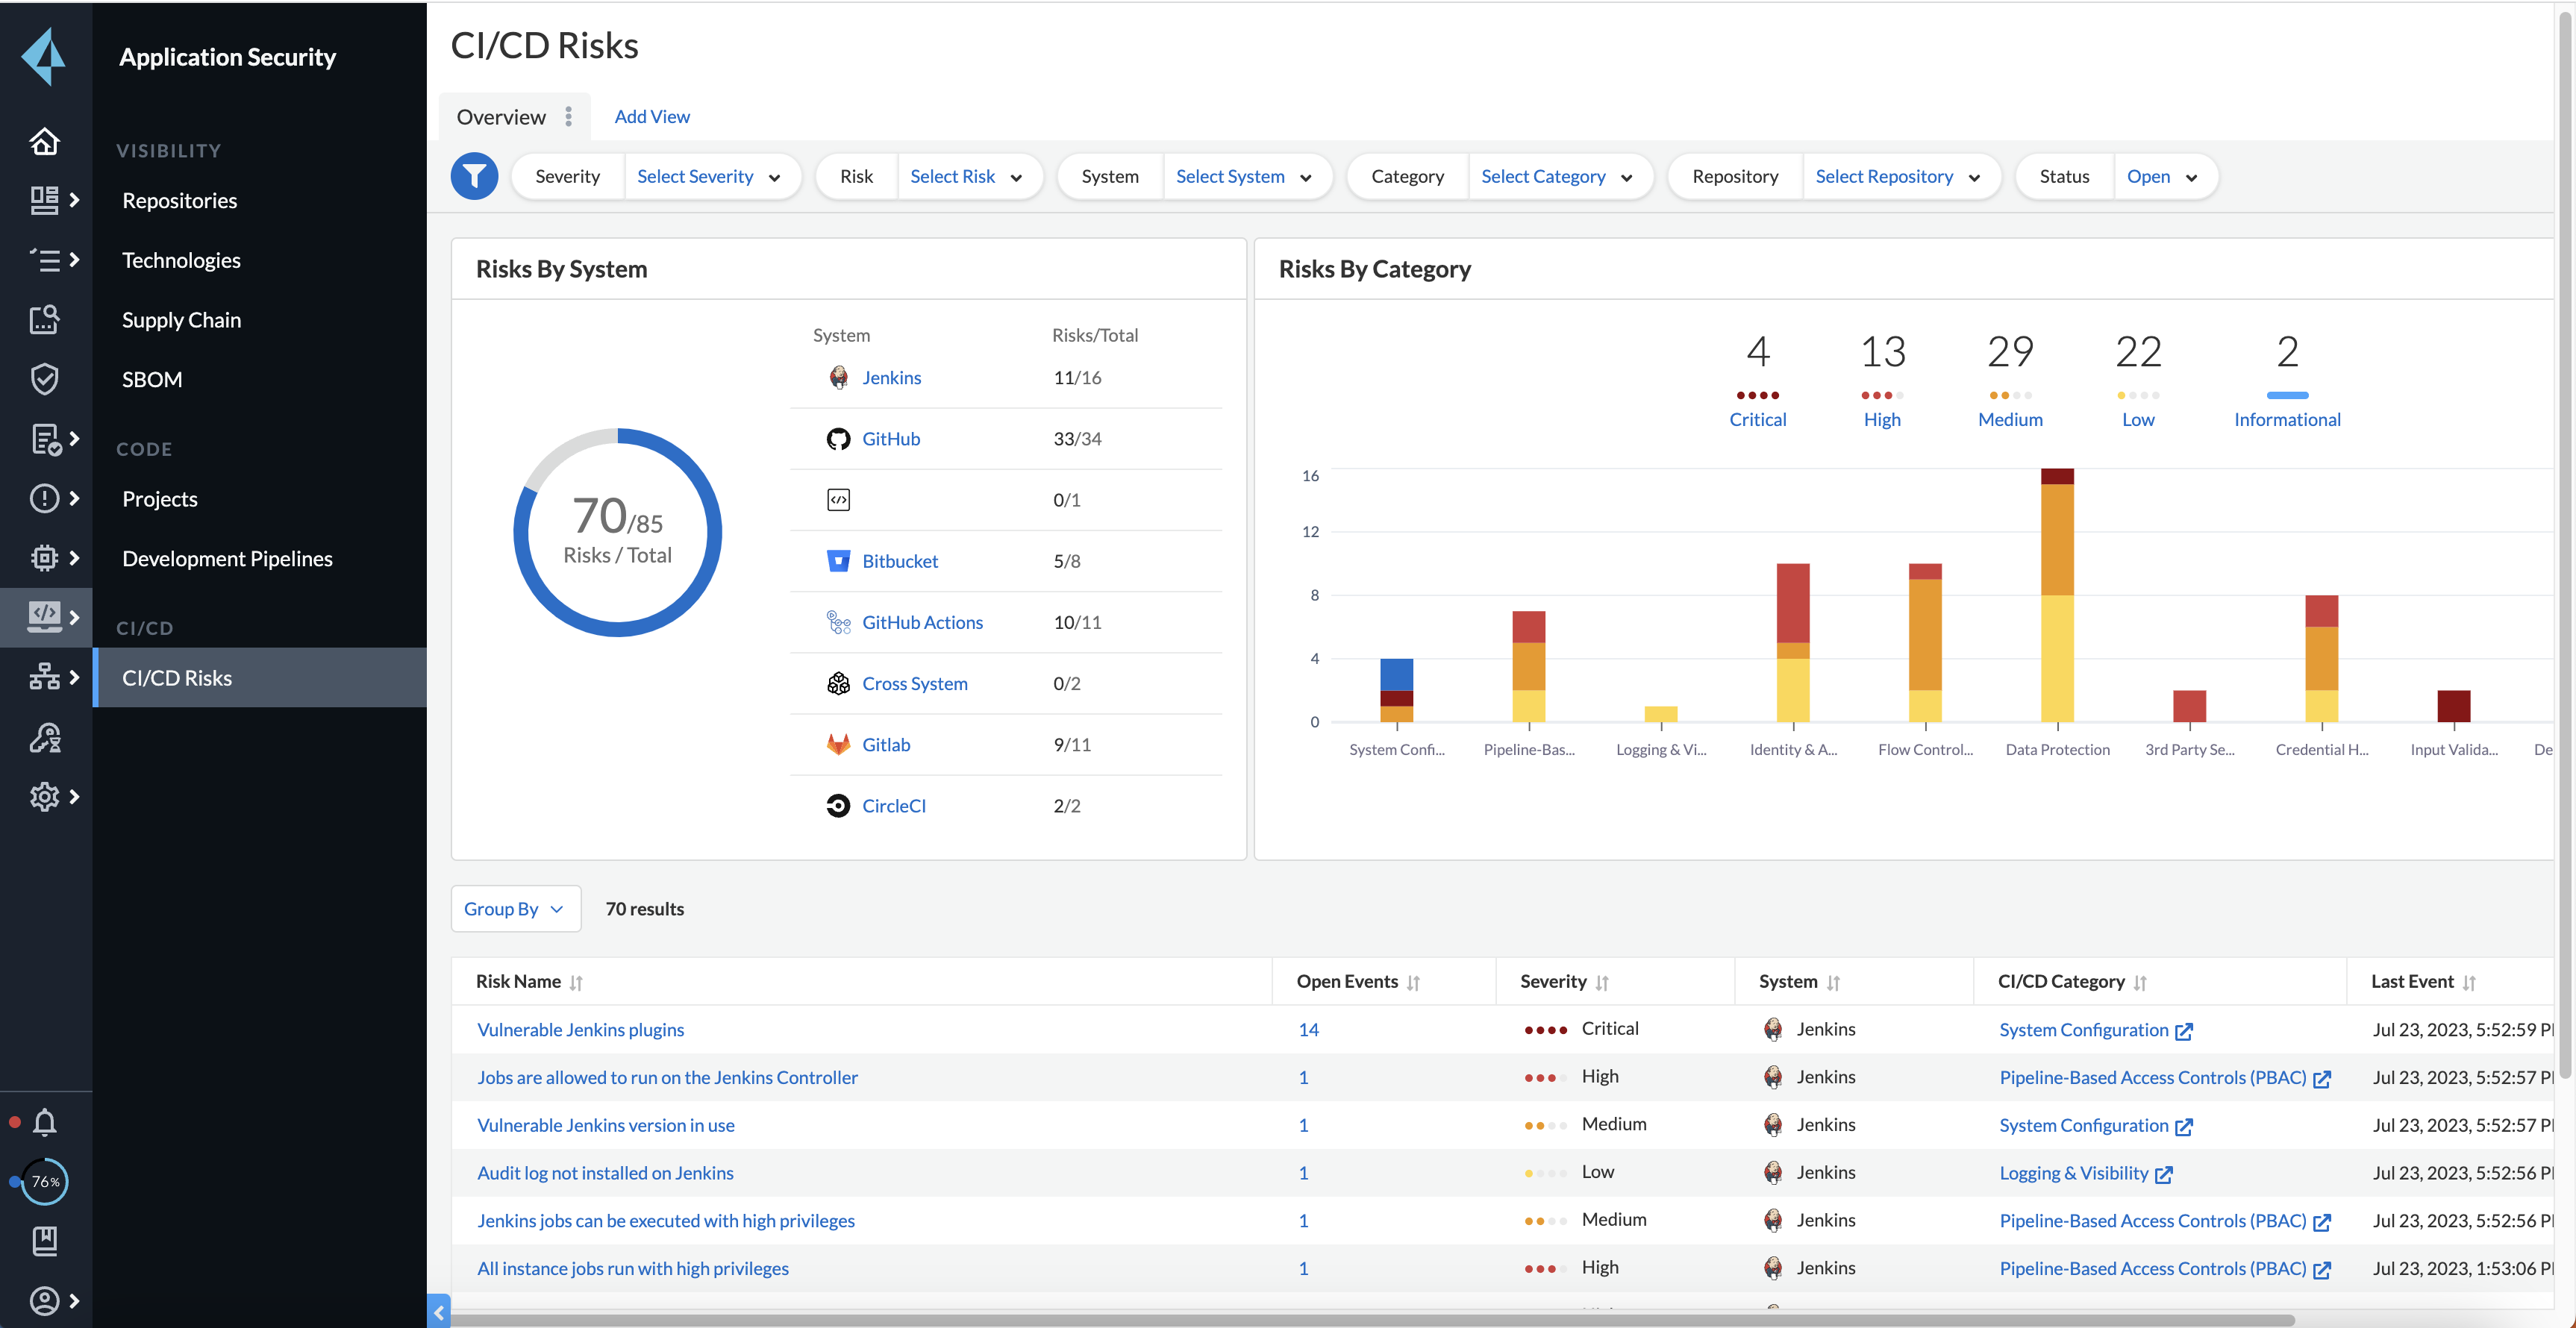 Application Security
VISIBILITY
Repositories
Technologies
Supply Chain
SBOM
CODE
Projects
Development Pipelines
CI/CD
CI/CD Risks
76%
CI/CD Risks
Overview Add View
Severity Select Severity Risk Select Risk System Select System Category Select Category Repository Select Repository Status Open
Risks By System
70/85
Risks / Total
System Risks/Total
Jenkins 11/16
GitHub 33/34
0/1
Bitbucket 5/8
GitHub Actions 10/11
Cross System 0/2
Gitlab 9/11
CircleCI 2/2
Risks By Category
4 13 29 22 2
Critical High Medium Low Informational
16
12
8
4
0
System Confi... Pipeline-Bas... Logging & Vi... Identity & A... Flow Control... Data Protection 3rd Party Se... Credential H... Input Valida... De
Group By 70 results
Risk Name Open Events Severity System CI/CD Category Last Event
Vulnerable Jenkins plugins 14 Critical Jenkins System Configuration Jul 23, 2023, 5:52:59 P
Jobs are allowed to run on the Jenkins Controller 1 High Jenkins Pipeline-Based Access Controls (PBAC) Jul 23, 2023, 5:52:57 P
Vulnerable Jenkins version in use 1 Medium Jenkins System Configuration Jul 23, 2023, 5:52:57 P
Audit log not installed on Jenkins 1 Low Jenkins Logging & Visibility Jul 23, 2023, 5:52:56 P
Jenkins jobs can be executed with high privileges 1 Medium Jenkins Pipeline-Based Access Controls (PBAC) Jul 23, 2023, 5:52:56 P
All instance jobs run with high privileges 1 High Jenkins Pipeline-Based Access Controls (PBAC) Jul 23, 2023, 1:53:06 P